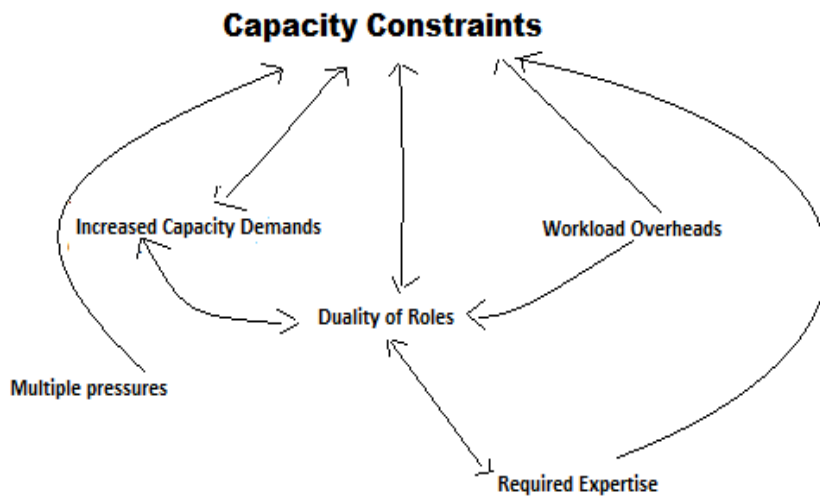 Capacity Constraints
Increased Capacity Demands
Workload Overheads
Duality of Roles
Multiple pressures
Required Expertise